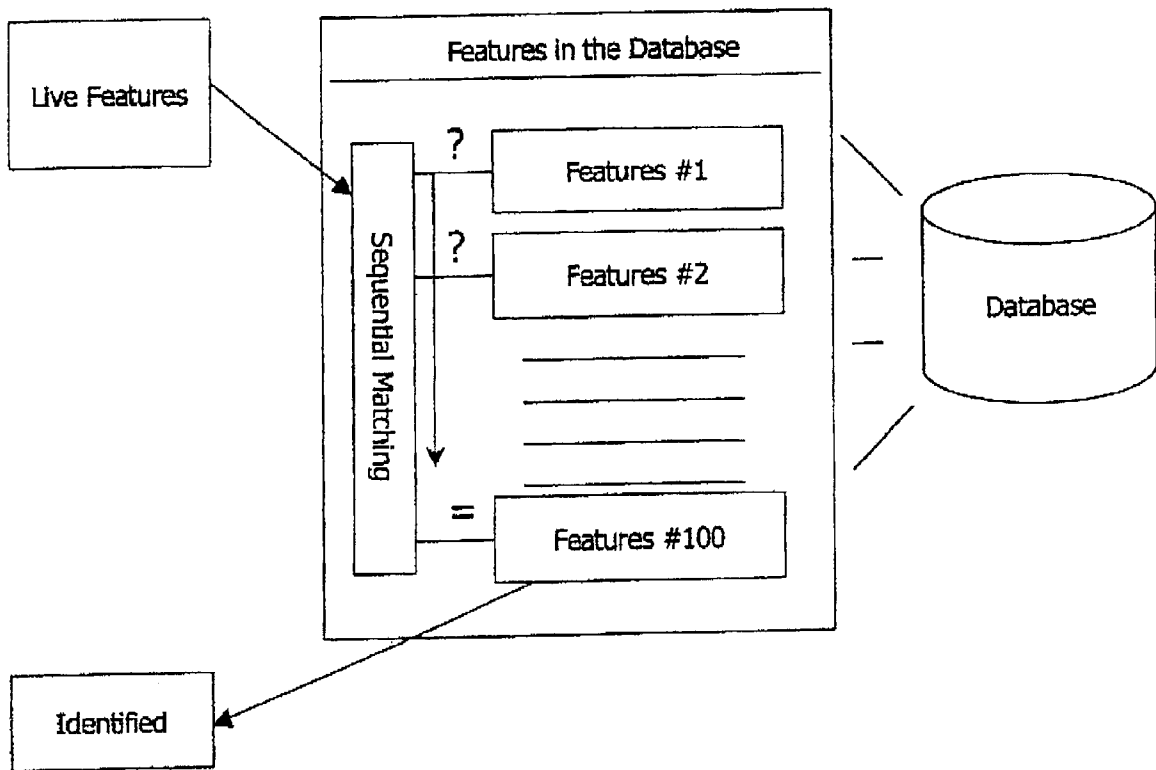 Features in the Database
Live Features
?
Features #1
?
Features #2
Sequential Matching
Database
=
Features #100
Identified